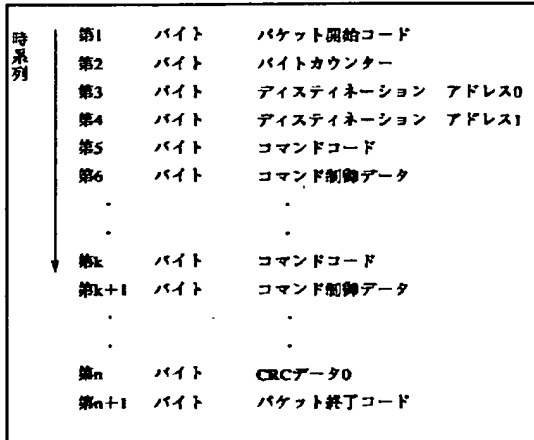 時系列
第1 バイト パケット開始コード
第2 バイト バイトカウンター
第3 バイト ディスティネーション アドレス0
第4 バイト ディスティネーション アドレス1
第5 バイト コマンドコード
第6 バイト コマンド制御データ
・ ・
・ ・
第k バイト コマンドコード
第k+1 バイト コマンド制御データ
・ ・
・ ・
第n バイト CRCデータ0
第n+1 バイト パケット終了コード